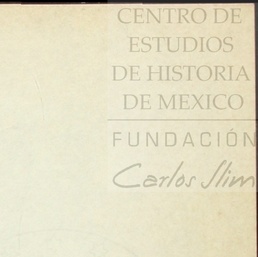 CENTRO DE
ESTUDIOS
DE HISTORIA
DE MEXICO
FUNDACIÓN
Carlos Slim